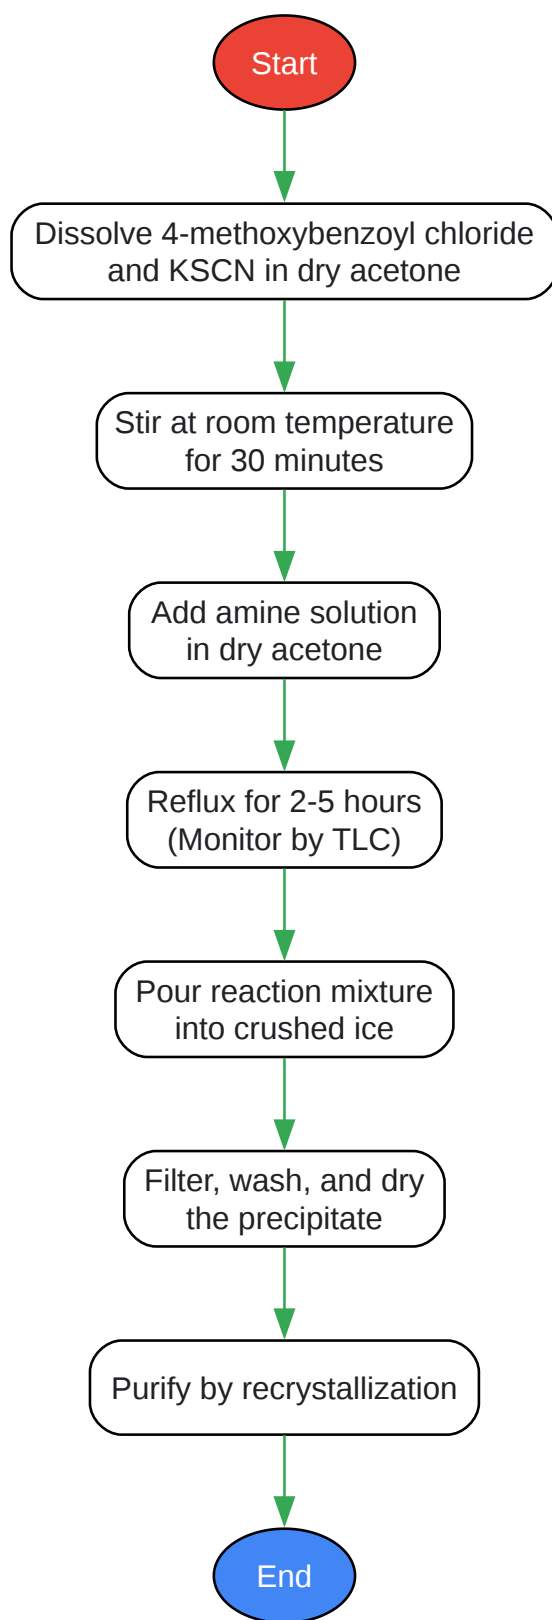 Start
Dissolve 4-methoxybenzoyl chloride
and KSCN in dry acetone
Stir at room temperature
for 30 minutes
Add amine solution
in dry acetone
Reflux for 2-5 hours
(Monitor by TLC)
Pour reaction mixture
into crushed ice
Filter, wash, and dry
the precipitate
Purify by recrystallization
End